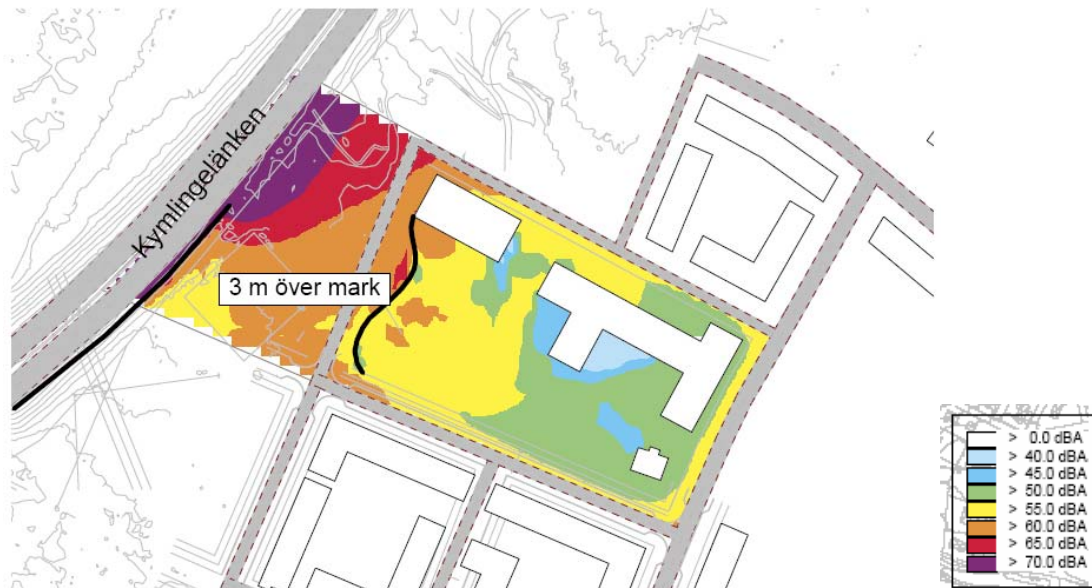 Kymlingelänken
3 m över mark
> 0.0 dBA
> 40.0 dBA
> 45.0 dBA
> 50.0 dBA
> 55.0 dBA
> 60.0 dBA
> 65.0 dBA
> 70.0 dBA